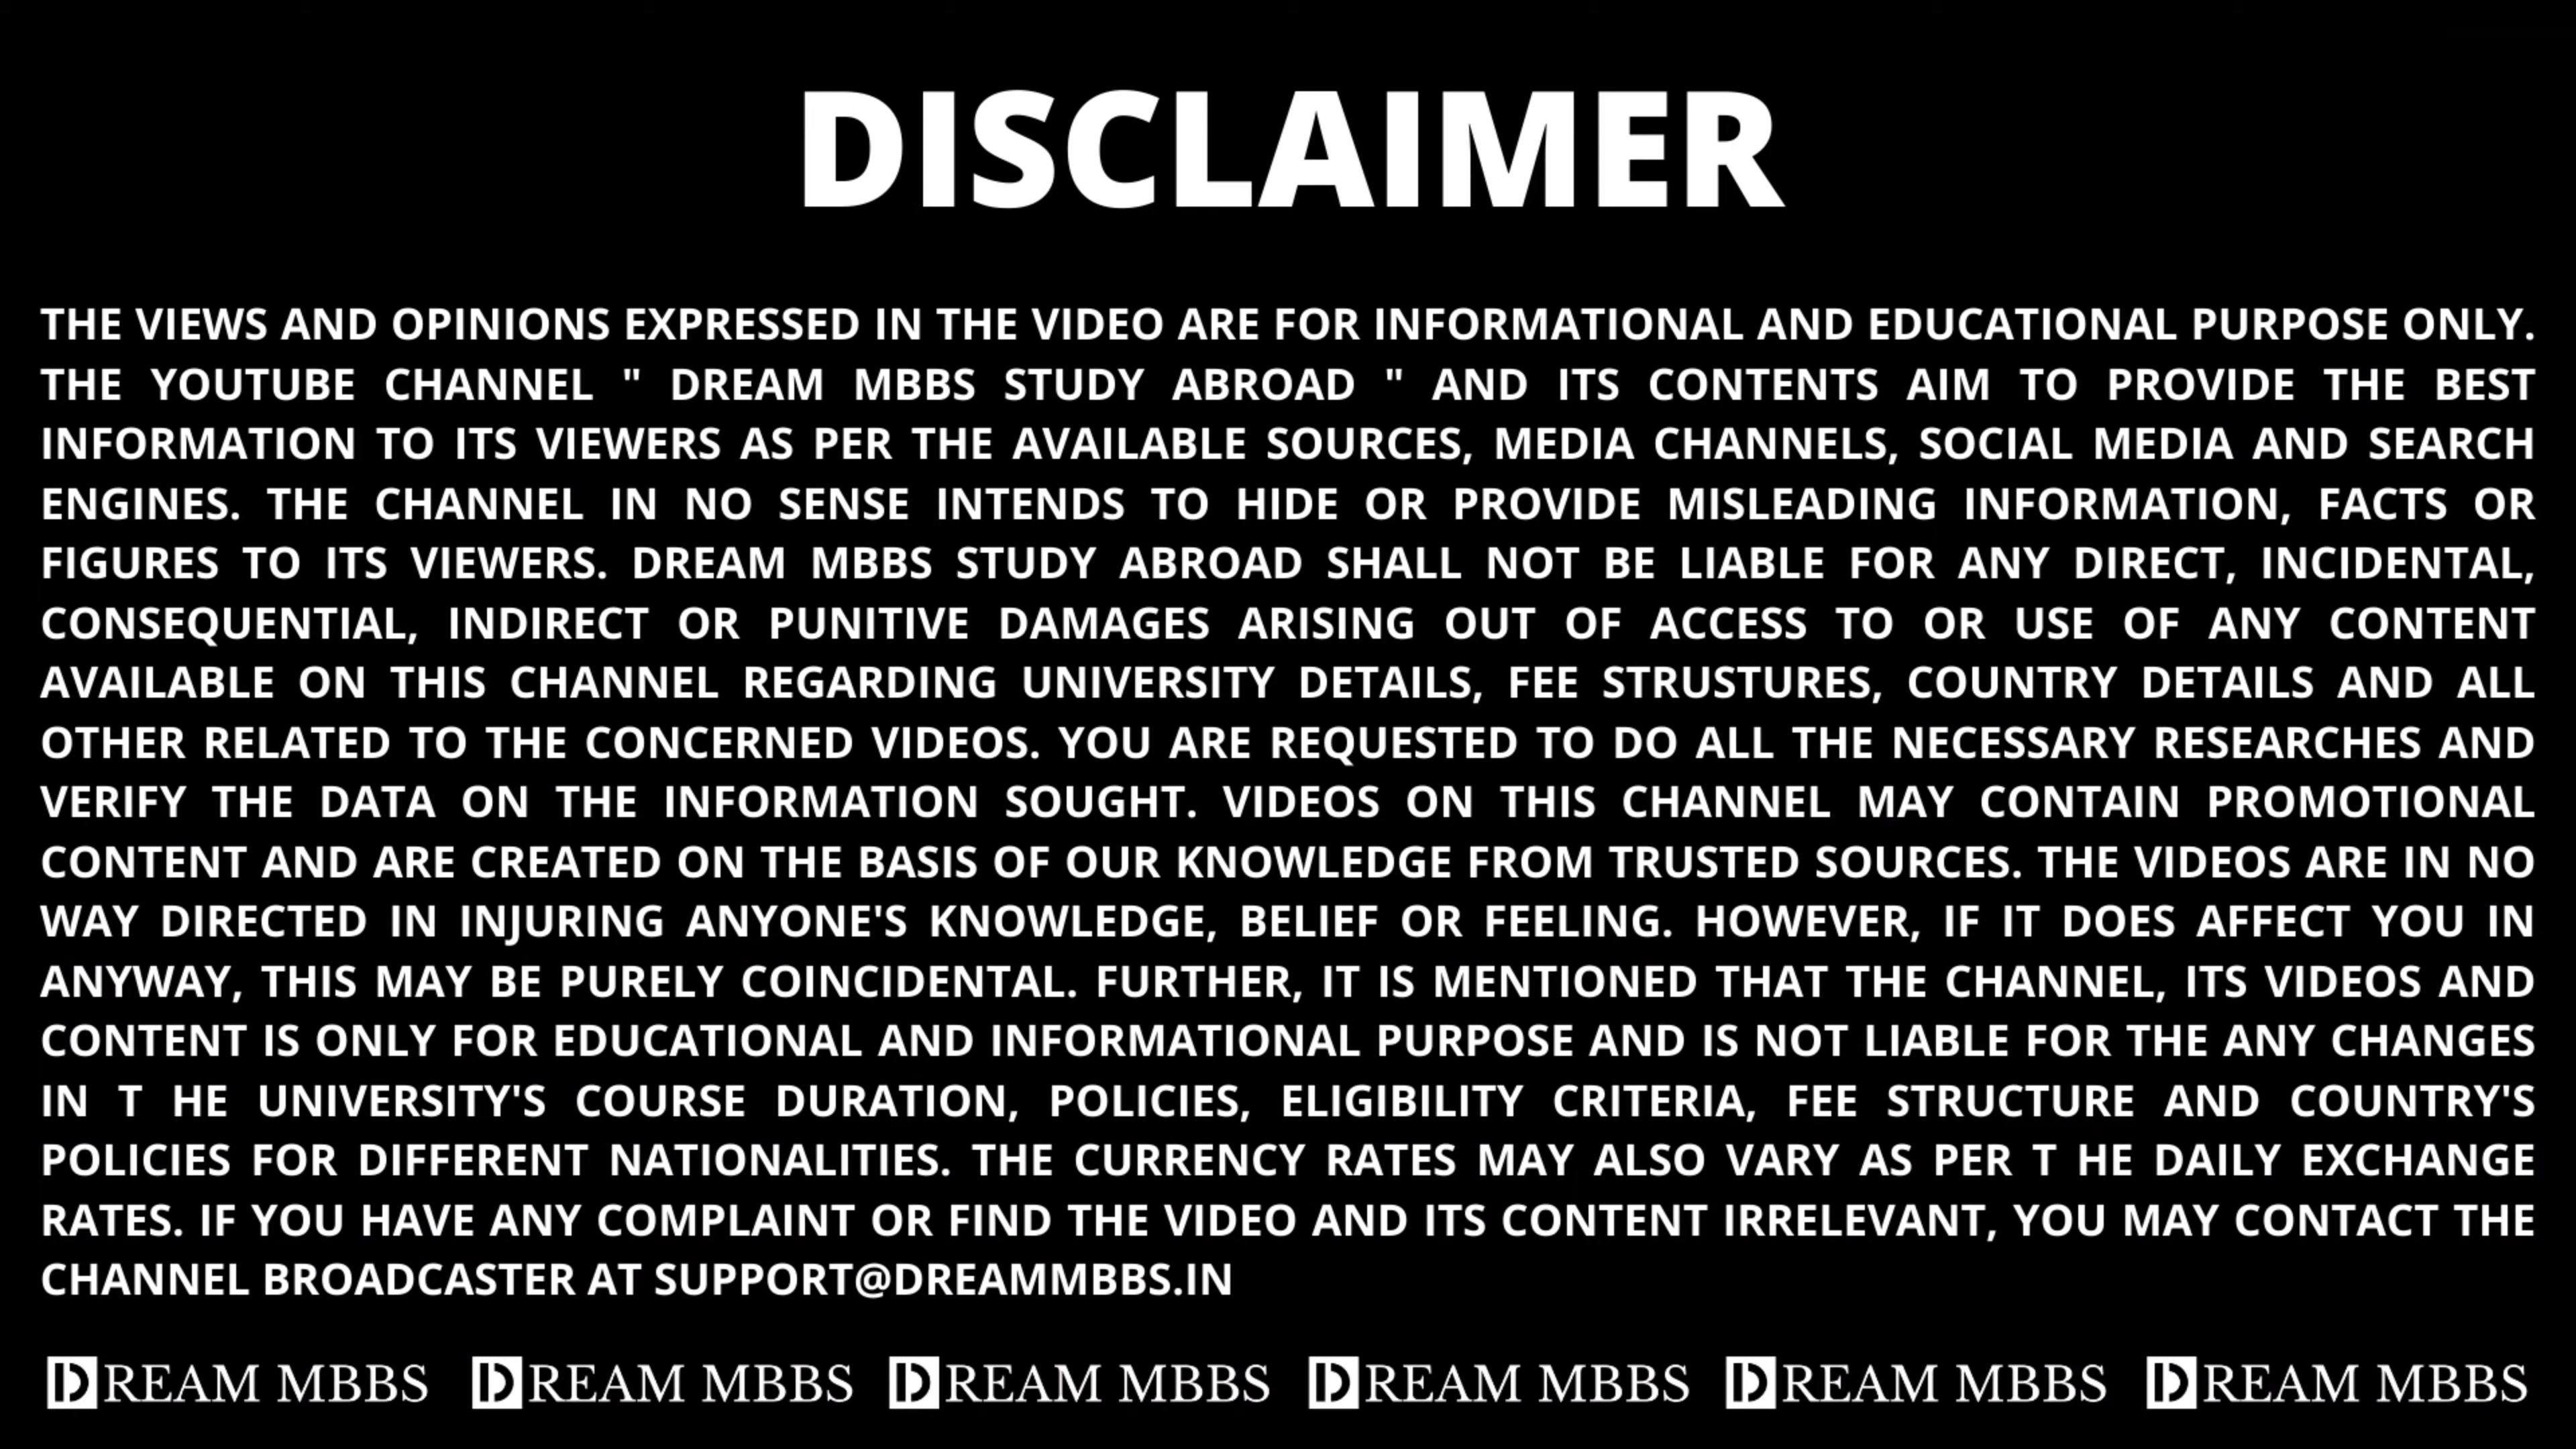 DISCLAIMER
THE VIEWS AND OPINIONS EXPRESSED IN THE VIDEO ARE FOR INFORMATIONAL AND EDUCATIONAL PURPOSE ONLY.
THE YOUTUBE CHANNEL " DREAM MBBS STUDY ABROAD " AND ITS CONTENTS AIM TO PROVIDE THE BEST
INFORMATION TO ITS VIEWERS AS PER THE AVAILABLE SOURCES, MEDIA CHANNELS, SOCIAL MEDIA AND SEARCH
ENGINES. THE CHANNEL IN NO SENSE INTENDS TO HIDE OR PROVIDE MISLEADING INFORMATION, FACTS OR
FIGURES TO ITS VIEWERS. DREAM MBBS STUDY ABROAD SHALL NOT BE LIABLE FOR ANY DIRECT, INCIDENTAL,
CONSEQUENTIAL, INDIRECT OR PUNITIVE DAMAGES ARISING OUT OF ACCESS TO OR USE OF ANY CONTENT
AVAILABLE ON THIS CHANNEL REGARDING UNIVERSITY DETAILS, FEE STRUSTURES, COUNTRY DETAILS AND ALL
OTHER RELATED TO THE CONCERNED VIDEOS. YOU ARE REQUESTED TO DO ALL THE NECESSARY RESEARCHES AND
VERIFY THE DATA ON THE INFORMATION SOUGHT. VIDEOS ON THIS CHANNEL MAY CONTAIN PROMOTIONAL
CONTENT AND ARE CREATED ON THE BASIS OF OUR KNOWLEDGE FROM TRUSTED SOURCES. THE VIDEOS ARE IN NO
WAY DIRECTED IN INJURING ANYONE'S KNOWLEDGE, BELIEF OR FEELING. HOWEVER, IF IT DOES AFFECT YOU IN
ANYWAY, THIS MAY BE PURELY COINCIDENTAL. FURTHER, IT IS MENTIONED THAT THE CHANNEL, ITS VIDEOS AND
CONTENT IS ONLY FOR EDUCATIONAL AND INFORMATIONAL PURPOSE AND IS NOT LIABLE FOR THE ANY CHANGES
IN T HE UNIVERSITY'S COURSE DURATION, POLICIES, ELIGIBILITY CRITERIA, FEE STRUCTURE AND COUNTRY'S
POLICIES FOR DIFFERENT NATIONALITIES. THE CURRENCY RATES MAY ALSO VARY AS PER T HE DAILY EXCHANGE
RATES. IF YOU HAVE ANY COMPLAINT OR FIND THE VIDEO AND ITS CONTENT IRRELEVANT, YOU MAY CONTACT THE
CHANNEL BROADCASTER AT SUPPORT@DREAMMBBS.IN
DREAM MBBS DREAM MBBS DREAM MBBS DREAM MBBS DREAM MBBS DREAM MBBS